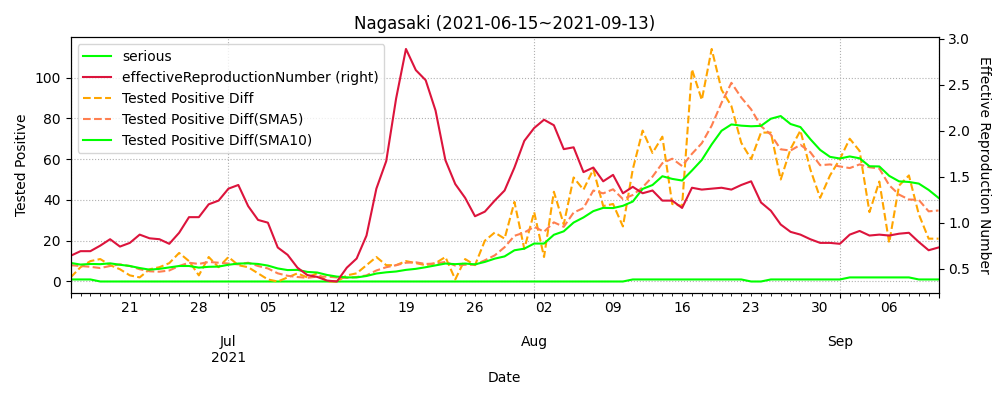 Nagasaki (2021-06-15~2021-09-13)
serious
effectiveReproductionNumber (right)
Tested Positive Diff
Tested Positive Diff(SMA5)
Tested Positive Diff(SMA10)
Tested Positive
100
80
60
40
20
0
3.0
2.5
2.0
1.5
1.0
0.5
Effective Reproduction Number
21 28 05 12 19 26 02 09 16 23 30 06
Jul Aug Sep
2021
Date